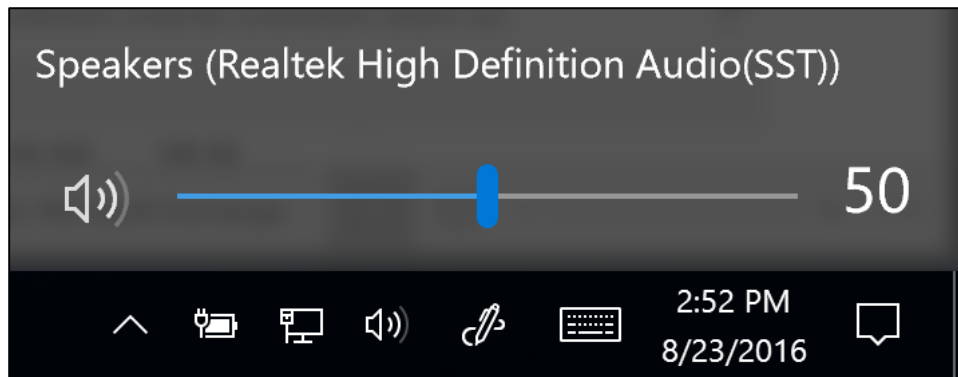 Speakers (Realtek High Definition Audio(SST))
50
2:52 PM
8/23/2016